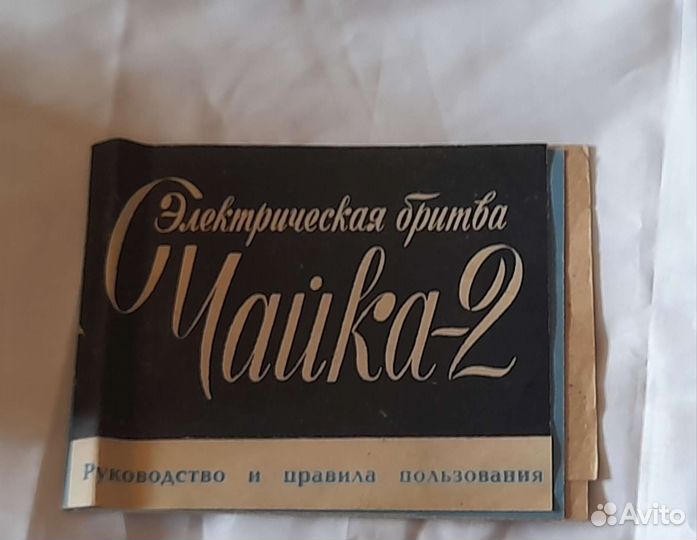 Электрическая бритва
Чайка-2
Руководство и правила пользования
Avito